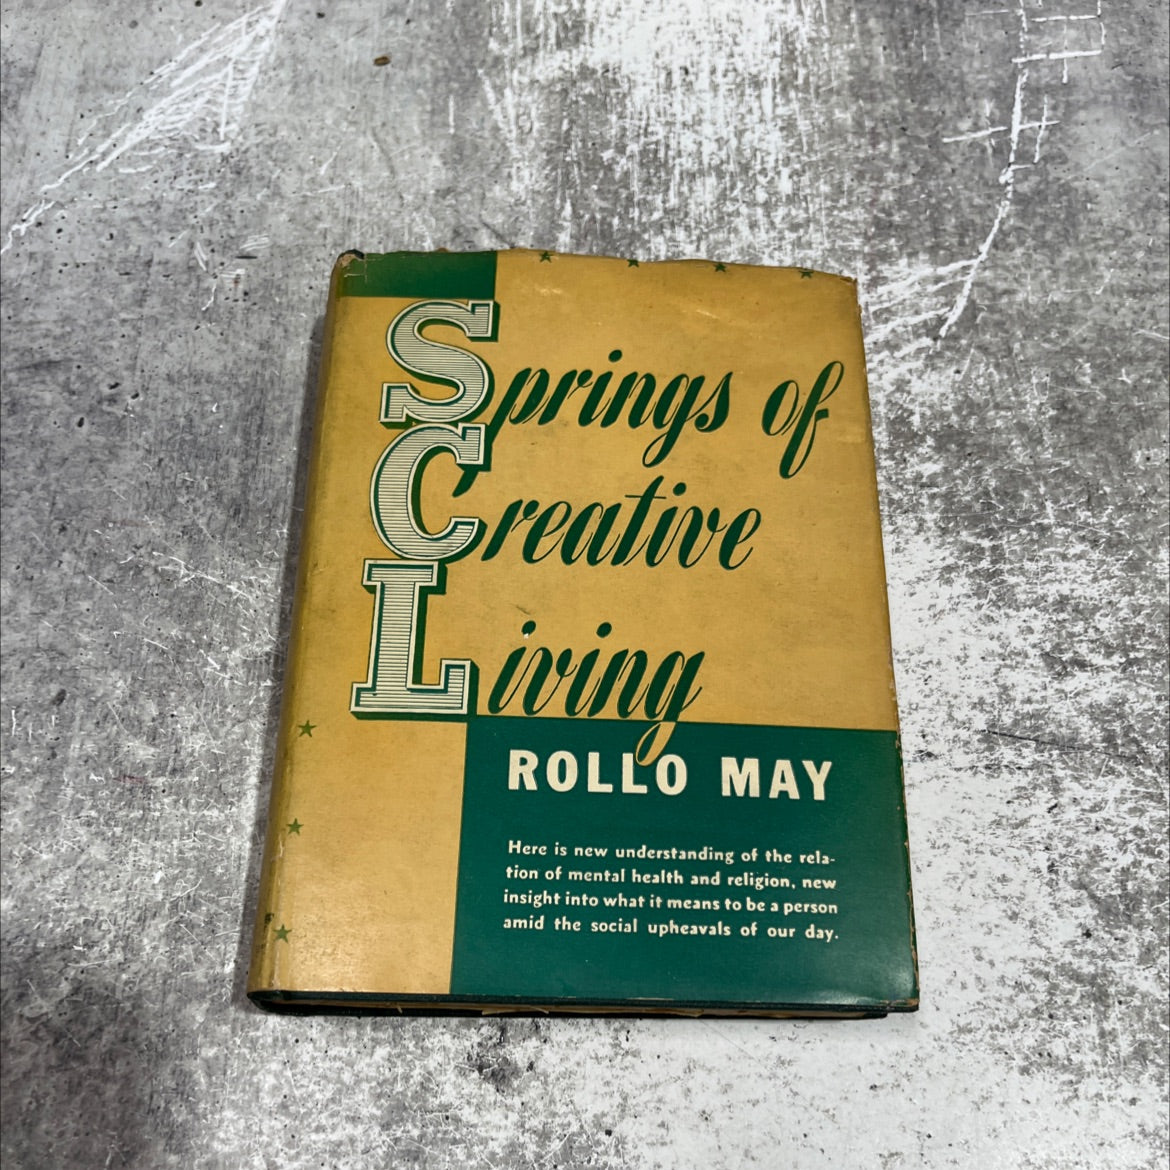 Springs of
Creative
Living
ROLLO MAY
Here is new understanding of the rela-
tion of mental health and religion, new
insight into what it means to be a person
amid the social upheavals of our day.